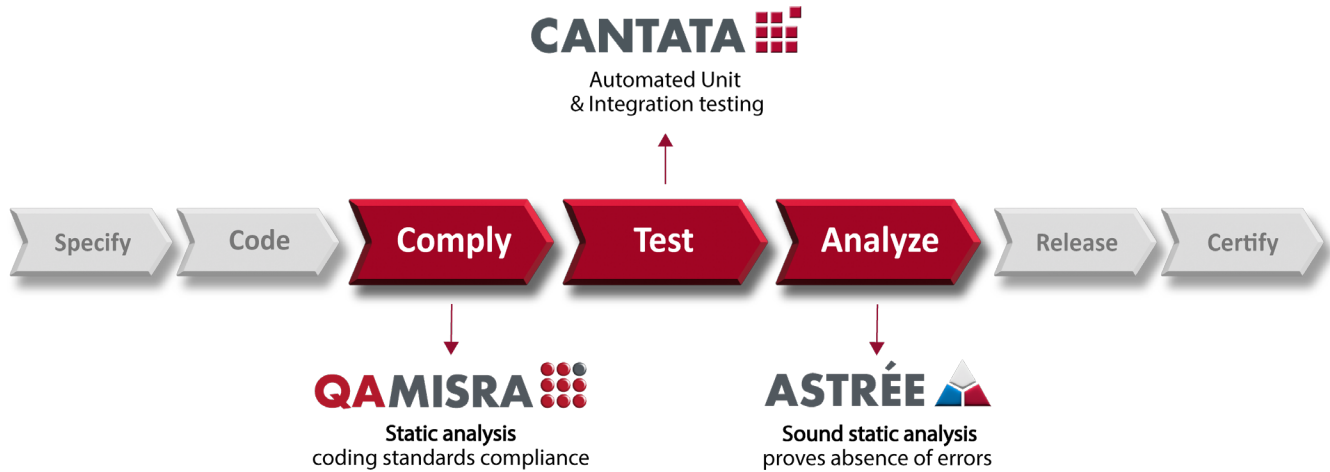 CANTATA
Automated Unit
& Integration testing
Specify
Code
Comply
Test
Analyze
Release
Certify
QAMISRA
Static analysis
coding standards compliance
ASTRÉE
Sound static analysis
proves absence of errors